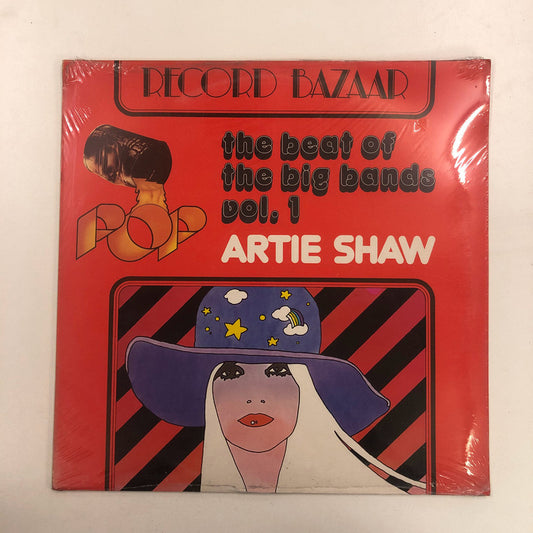 RECORD BAZAAR
the beat of
the big bands
vol. 1
POP
ARTIE SHAW